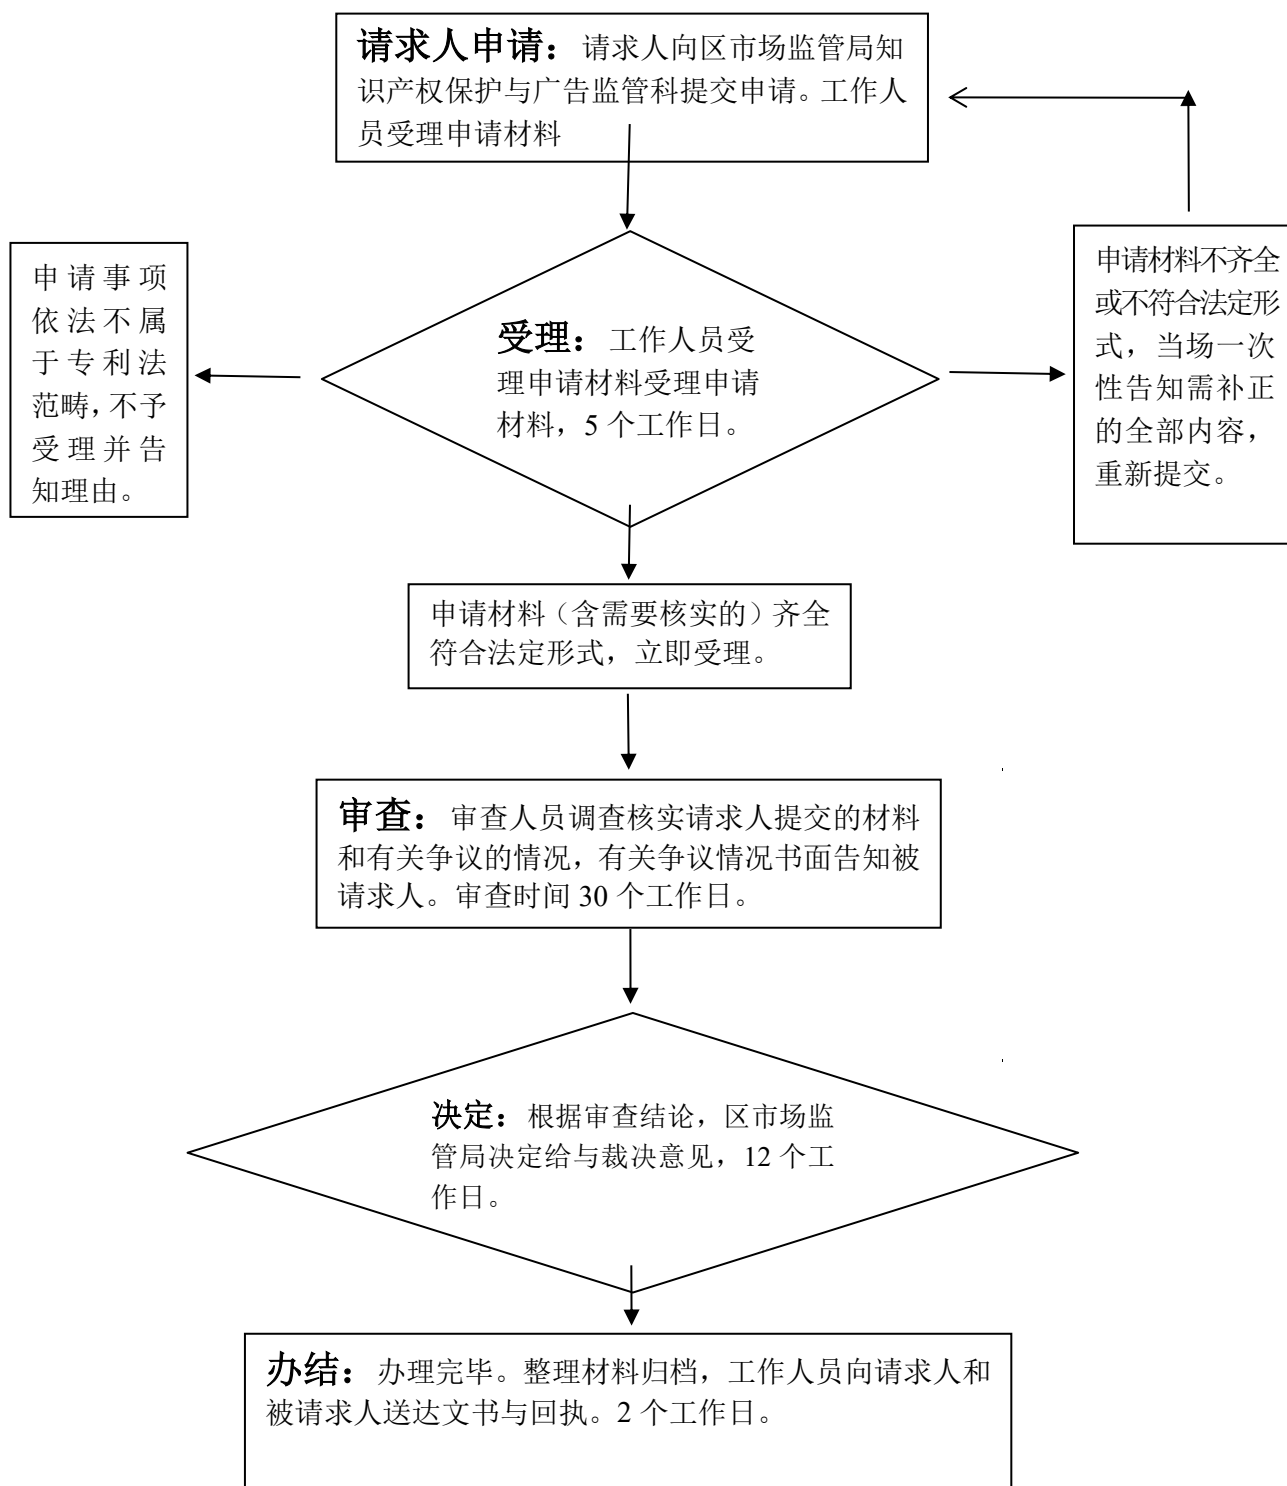 请求人申请：请求人向区市场监管局知
识产权保护与广告监管科提交申请。工作人
员受理申请材料
申请事项
依法不属
于专利法
范畴，不予
受理并告
知理由。
受理：工作人员受
理申请材料受理申请
材料，5个工作日。
申请材料不齐全
或不符合法定形
式，当场一次
性告知需补正
的全部内容，
重新提交。
申请材料（含需要核实的）齐全
符合法定形式，立即受理。
审查：审查人员调查核实请求人提交的材料
和有关争议的情况，有关争议情况书面告知被
请求人。审查时间 30 个工作日。
决定：根据审查结论，区市场监
管局决定给与裁决意见，12 个工
作日。
办结：办理完毕。整理材料归档，工作人员向请求人和
被请求人送达文书与回执。2 个工作日。